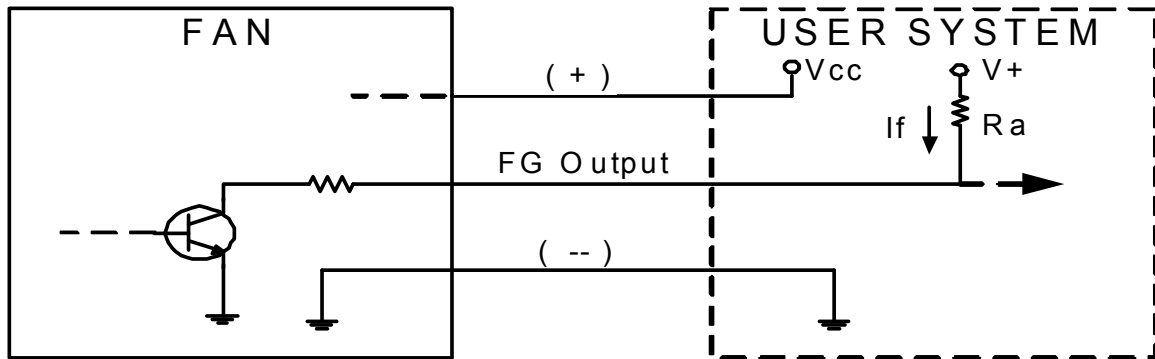 FAN
USER SYSTEM
( + )
Vcc
V+
If
Ra
FG Output
( -- )